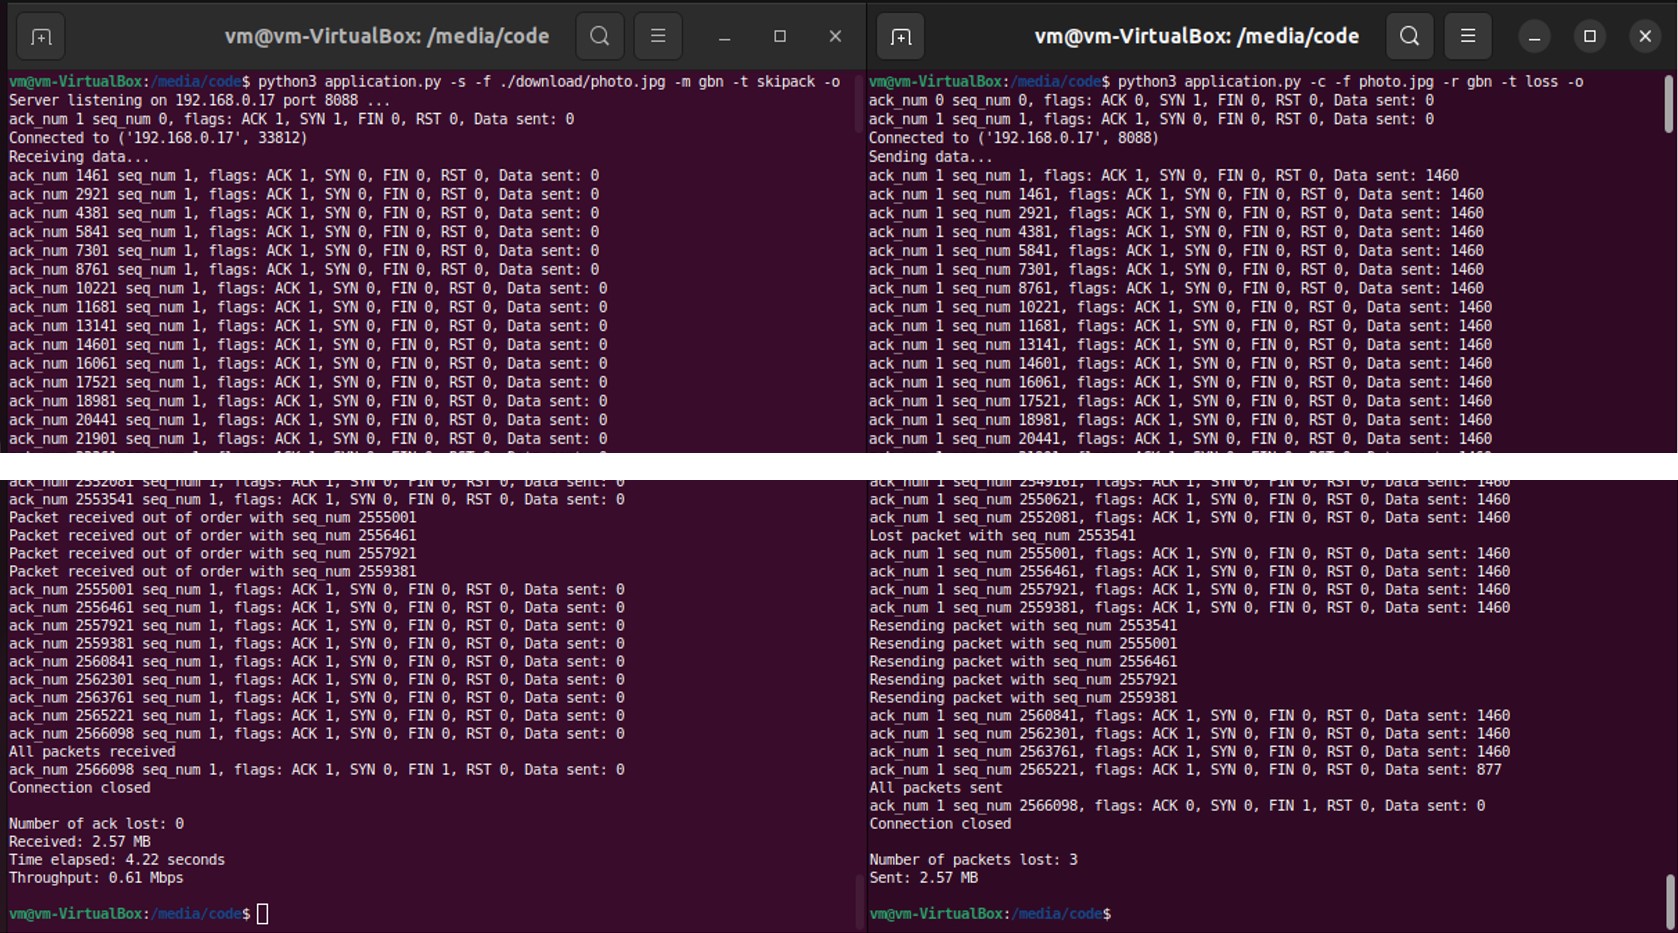 vm@vm-VirtualBox: /media/code
vm@vm-VirtualBox:/media/code$ python3 application.py -s -f ./download/photo.jpg -m gbn -t skipack -o
Server listening on 192.168.0.17 port 8088 ...
ack_num 1 seq_num 0, flags: ACK 1, SYN 1, FIN 0, RST 0, Data sent: 0
Connected to ('192.168.0.17', 33812)
Receiving data...
ack_num 1461 seq_num 1, flags: ACK 1, SYN 0, FIN 0, RST 0, Data sent: 0
ack_num 2921 seq_num 1, flags: ACK 1, SYN 0, FIN 0, RST 0, Data sent: 0
ack_num 4381 seq_num 1, flags: ACK 1, SYN 0, FIN 0, RST 0, Data sent: 0
ack_num 5841 seq_num 1, flags: ACK 1, SYN 0, FIN 0, RST 0, Data sent: 0
ack_num 7301 seq_num 1, flags: ACK 1, SYN 0, FIN 0, RST 0, Data sent: 0
ack_num 8761 seq_num 1, flags: ACK 1, SYN 0, FIN 0, RST 0, Data sent: 0
ack_num 10221 seq_num 1, flags: ACK 1, SYN 0, FIN 0, RST 0, Data sent: 0
ack_num 11681 seq_num 1, flags: ACK 1, SYN 0, FIN 0, RST 0, Data sent: 0
ack_num 13141 seq_num 1, flags: ACK 1, SYN 0, FIN 0, RST 0, Data sent: 0
ack_num 14601 seq_num 1, flags: ACK 1, SYN 0, FIN 0, RST 0, Data sent: 0
ack_num 16061 seq_num 1, flags: ACK 1, SYN 0, FIN 0, RST 0, Data sent: 0
ack_num 17521 seq_num 1, flags: ACK 1, SYN 0, FIN 0, RST 0, Data sent: 0
ack_num 18981 seq_num 1, flags: ACK 1, SYN 0, FIN 0, RST 0, Data sent: 0
ack_num 20441 seq_num 1, flags: ACK 1, SYN 0, FIN 0, RST 0, Data sent: 0
ack_num 21901 seq_num 1, flags: ACK 1, SYN 0, FIN 0, RST 0, Data sent: 0
vm@vm-VirtualBox: /media/code
vm@vm-VirtualBox:/media/code$ python3 application.py -c -f photo.jpg -r gbn -t loss -o
ack_num 0 seq_num 0, flags: ACK 0, SYN 1, FIN 0, RST 0, Data sent: 0
ack_num 1 seq_num 1, flags: ACK 1, SYN 0, FIN 0, RST 0, Data sent: 0
Connected to ('192.168.0.17', 8088)
Sending data...
ack_num 1 seq_num 1, flags: ACK 1, SYN 0, FIN 0, RST 0, Data sent: 1460
ack_num 1 seq_num 1461, flags: ACK 1, SYN 0, FIN 0, RST 0, Data sent: 1460
ack_num 1 seq_num 2921, flags: ACK 1, SYN 0, FIN 0, RST 0, Data sent: 1460
ack_num 1 seq_num 4381, flags: ACK 1, SYN 0, FIN 0, RST 0, Data sent: 1460
ack_num 1 seq_num 5841, flags: ACK 1, SYN 0, FIN 0, RST 0, Data sent: 1460
ack_num 1 seq_num 7301, flags: ACK 1, SYN 0, FIN 0, RST 0, Data sent: 1460
ack_num 1 seq_num 8761, flags: ACK 1, SYN 0, FIN 0, RST 0, Data sent: 1460
ack_num 1 seq_num 10221, flags: ACK 1, SYN 0, FIN 0, RST 0, Data sent: 1460
ack_num 1 seq_num 11681, flags: ACK 1, SYN 0, FIN 0, RST 0, Data sent: 1460
ack_num 1 seq_num 13141, flags: ACK 1, SYN 0, FIN 0, RST 0, Data sent: 1460
ack_num 1 seq_num 14601, flags: ACK 1, SYN 0, FIN 0, RST 0, Data sent: 1460
ack_num 1 seq_num 16061, flags: ACK 1, SYN 0, FIN 0, RST 0, Data sent: 1460
ack_num 1 seq_num 17521, flags: ACK 1, SYN 0, FIN 0, RST 0, Data sent: 1460
ack_num 1 seq_num 18981, flags: ACK 1, SYN 0, FIN 0, RST 0, Data sent: 1460
ack_num 1 seq_num 20441, flags: ACK 1, SYN 0, FIN 0, RST 0, Data sent: 1460
ack_num 2552081 seq_num 1, flags: ACK 1, SYN 0, FIN 0, RST 0, Data sent: 0
ack_num 2553541 seq_num 1, flags: ACK 1, SYN 0, FIN 0, RST 0, Data sent: 0
Packet received out of order with seq_num 2555001
Packet received out of order with seq_num 2556461
Packet received out of order with seq_num 2557921
Packet received out of order with seq_num 2559381
ack_num 2555001 seq_num 1, flags: ACK 1, SYN 0, FIN 0, RST 0, Data sent: 0
ack_num 2556461 seq_num 1, flags: ACK 1, SYN 0, FIN 0, RST 0, Data sent: 0
ack_num 2557921 seq_num 1, flags: ACK 1, SYN 0, FIN 0, RST 0, Data sent: 0
ack_num 2559381 seq_num 1, flags: ACK 1, SYN 0, FIN 0, RST 0, Data sent: 0
ack_num 2560841 seq_num 1, flags: ACK 1, SYN 0, FIN 0, RST 0, Data sent: 0
ack_num 2562301 seq_num 1, flags: ACK 1, SYN 0, FIN 0, RST 0, Data sent: 0
ack_num 2563761 seq_num 1, flags: ACK 1, SYN 0, FIN 0, RST 0, Data sent: 0
ack_num 2565221 seq_num 1, flags: ACK 1, SYN 0, FIN 0, RST 0, Data sent: 0
ack_num 2566098 seq_num 1, flags: ACK 1, SYN 0, FIN 0, RST 0, Data sent: 0
All packets received
ack_num 2566098 seq_num 1, flags: ACK 1, SYN 0, FIN 1, RST 0, Data sent: 0
Connection closed
Number of ack lost: 0
Received: 2.57 MB
Time elapsed: 4.22 seconds
Throughput: 0.61 Mbps
vm@vm-VirtualBox:/media/code$
ack_num 1 seq_num 2549161, flags: ACK 1, SYN 0, FIN 0, RST 0, Data sent: 1460
ack_num 1 seq_num 2550621, flags: ACK 1, SYN 0, FIN 0, RST 0, Data sent: 1460
ack_num 1 seq_num 2552081, flags: ACK 1, SYN 0, FIN 0, RST 0, Data sent: 1460
Lost packet with seq_num 2553541
ack_num 1 seq_num 2555001, flags: ACK 1, SYN 0, FIN 0, RST 0, Data sent: 1460
ack_num 1 seq_num 2556461, flags: ACK 1, SYN 0, FIN 0, RST 0, Data sent: 1460
ack_num 1 seq_num 2557921, flags: ACK 1, SYN 0, FIN 0, RST 0, Data sent: 1460
ack_num 1 seq_num 2559381, flags: ACK 1, SYN 0, FIN 0, RST 0, Data sent: 1460
Resending packet with seq_num 2553541
Resending packet with seq_num 2555001
Resending packet with seq_num 2556461
Resending packet with seq_num 2557921
Resending packet with seq_num 2559381
ack_num 1 seq_num 2560841, flags: ACK 1, SYN 0, FIN 0, RST 0, Data sent: 1460
ack_num 1 seq_num 2562301, flags: ACK 1, SYN 0, FIN 0, RST 0, Data sent: 1460
ack_num 1 seq_num 2563761, flags: ACK 1, SYN 0, FIN 0, RST 0, Data sent: 1460
ack_num 1 seq_num 2565221, flags: ACK 1, SYN 0, FIN 0, RST 0, Data sent: 877
All packets sent
ack_num 1 seq_num 2566098, flags: ACK 0, SYN 0, FIN 1, RST 0, Data sent: 0
Connection closed
Number of packets lost: 3
Sent: 2.57 MB
vm@vm-VirtualBox:/media/code$